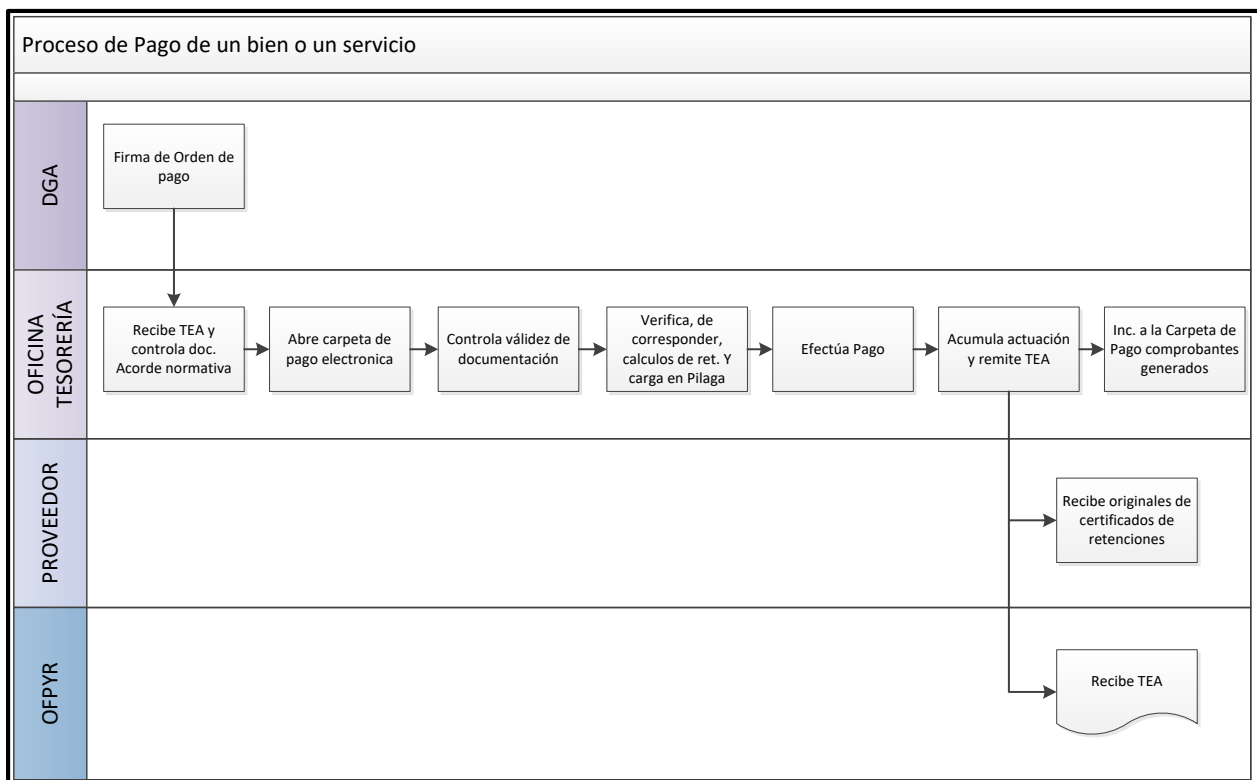 Proceso de Pago de un bien o un servicio
DGA
Firma de Orden de
pago
OFICINA
TESORERÍA
Recibe TEA y
controla doc.
Acorde normativa
Abre carpeta de
pago electronica
Controla válidez de
documentación
Verifica, de
corresponder,
calculos de ret. Y
carga en Pilaga
Efectúa Pago
Acumula actuación
y remite TEA
Inc. a la Carpeta de
Pago comprobantes
generados
PROVEEDOR
Recibe originales de
certificados de
retenciones
OFPYR
Recibe TEA